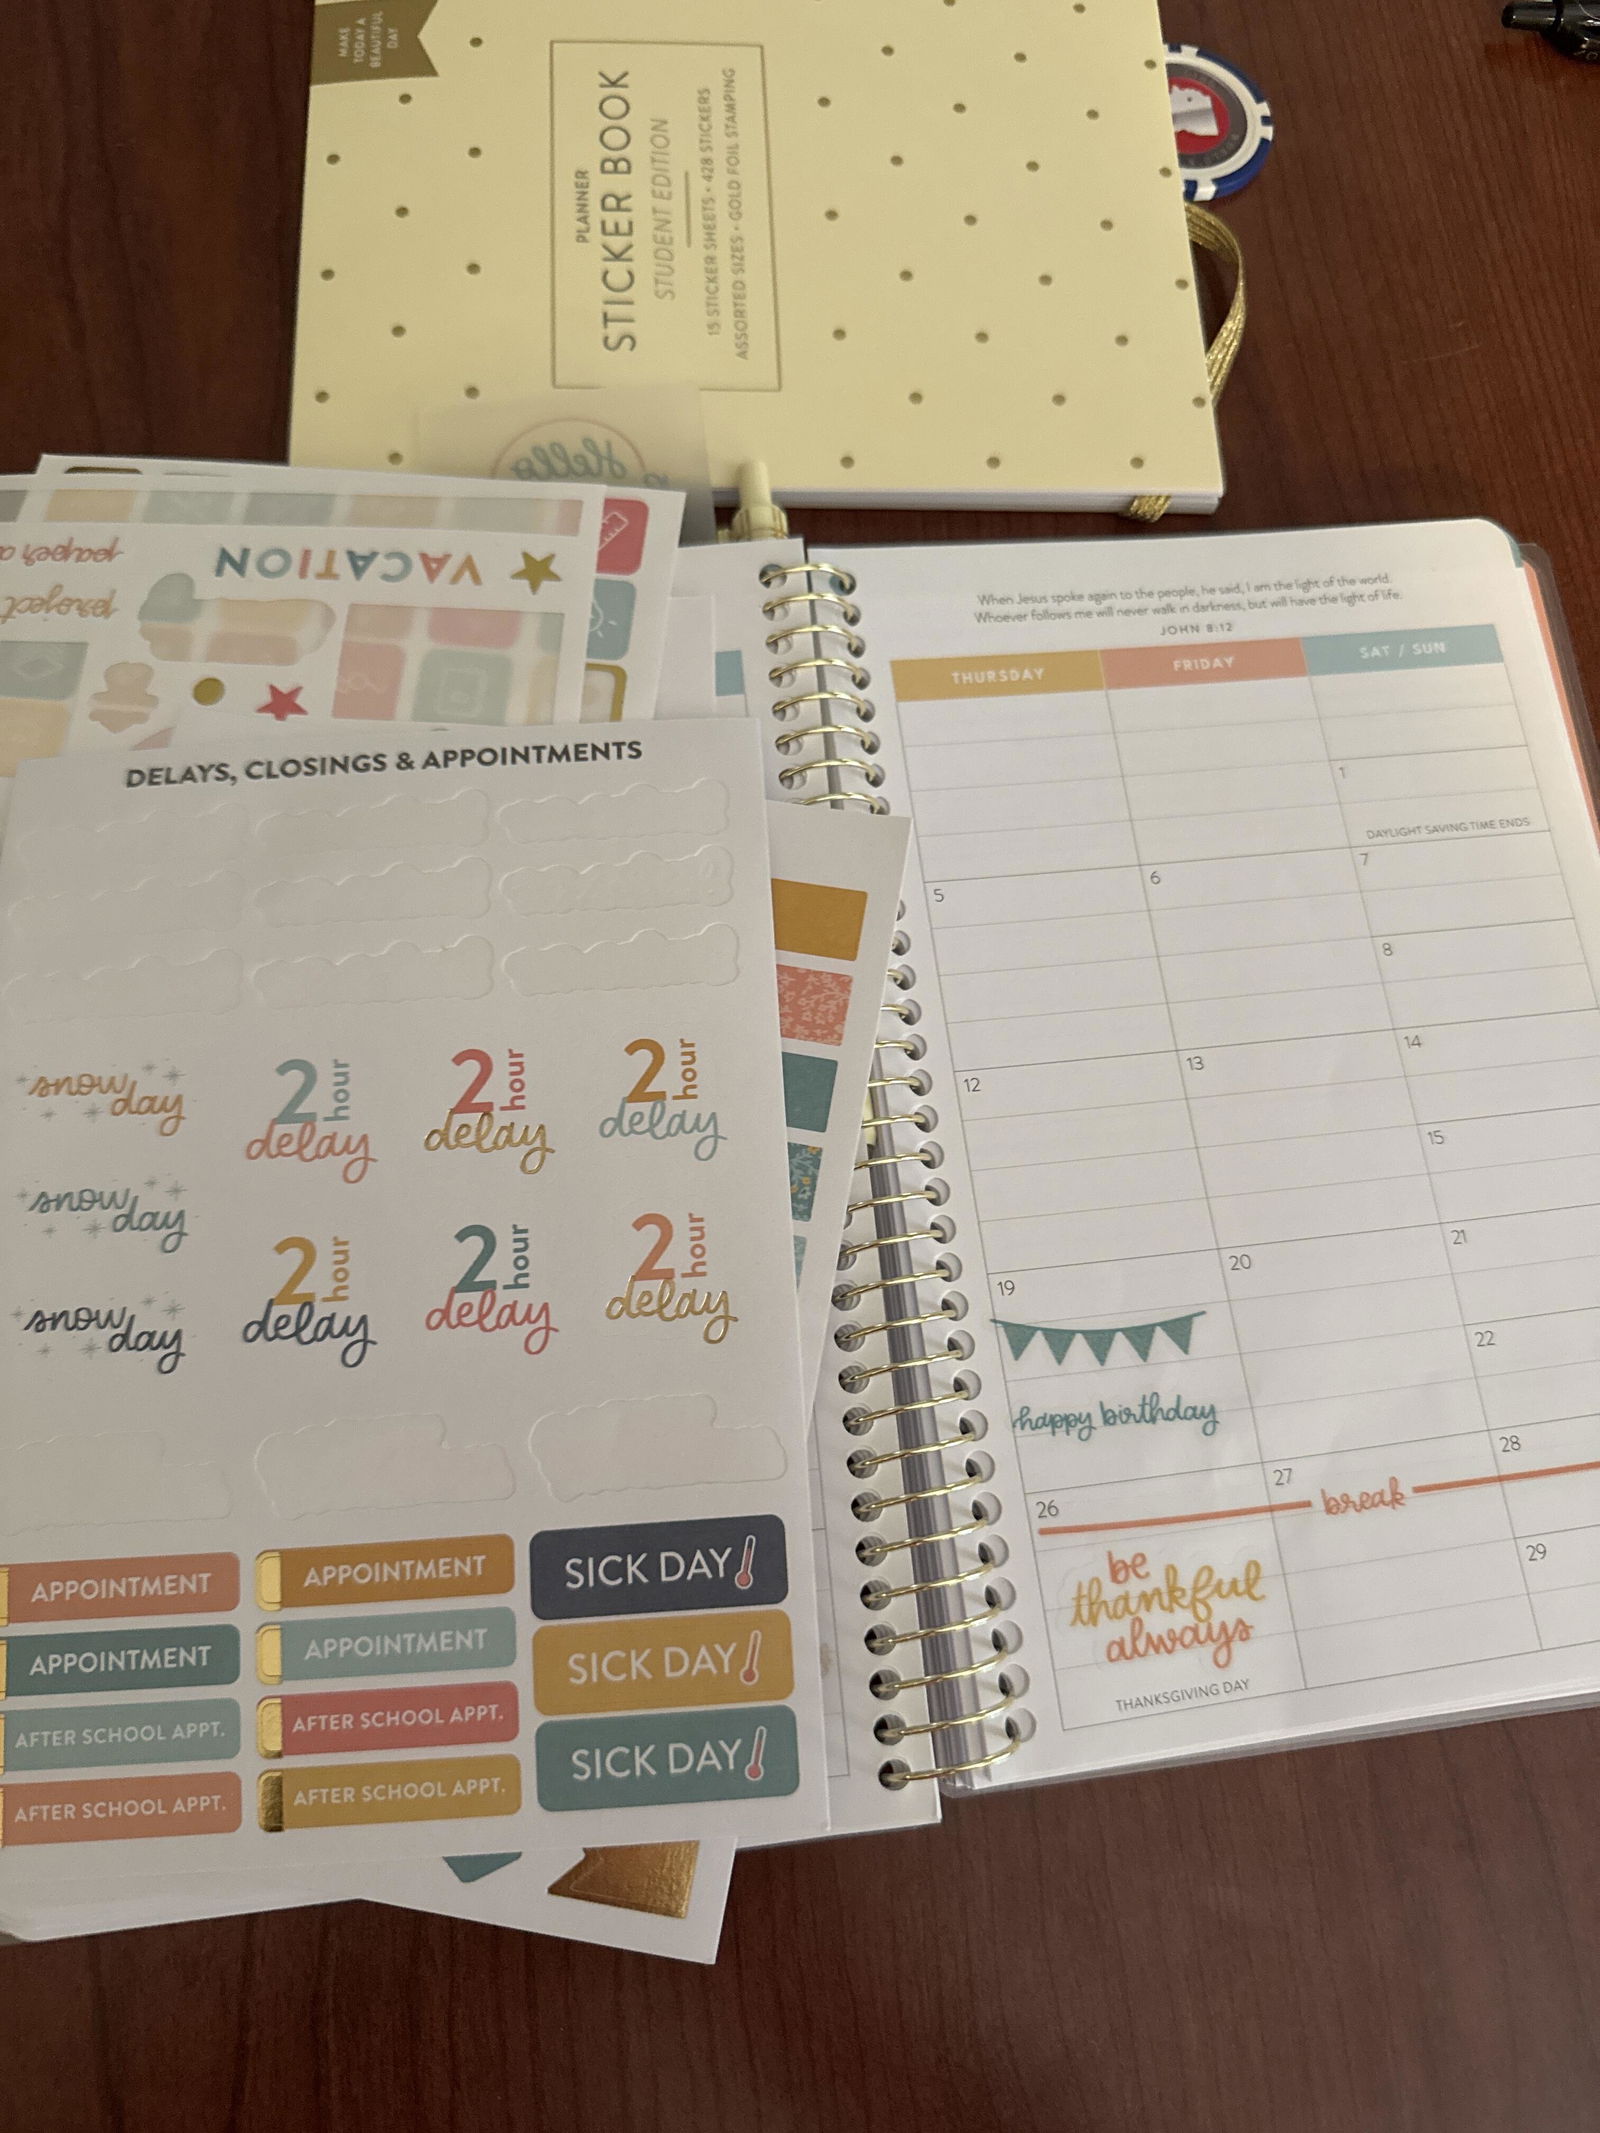 MAKE
TODAY A
BEAUTIFUL
DAY
PLANNER
STICKER BOOK
STUDENT EDITION
15 STICKER SHEETS • 428 STICKERS
ASSORTED SIZES • GOLD FOIL STAMPING
Hello
paper
project
VACATION
DELAYS, CLOSINGS & APPOINTMENTS
snow day
2 hour delay
2 hour delay
2 hour delay
snow day
snow day
2 hour delay
2 hour delay
2 hour delay
APPOINTMENT
APPOINTMENT
SICK DAY
APPOINTMENT
APPOINTMENT
SICK DAY
AFTER SCHOOL APPT.
AFTER SCHOOL APPT.
SICK DAY
AFTER SCHOOL APPT.
AFTER SCHOOL APPT.
When Jesus spoke again to the people, he said, I am the light of the world.
Whoever follows me will never walk in darkness, but will have the light of life.
JOHN 8:12
THURSDAY
FRIDAY
SAT / SUN
1
DAYLIGHT SAVING TIME ENDS
5
6
7
8
12
13
14
15
19
20
21
happy birthday
22
26
27
28
break
be
thankful
always
29
THANKSGIVING DAY